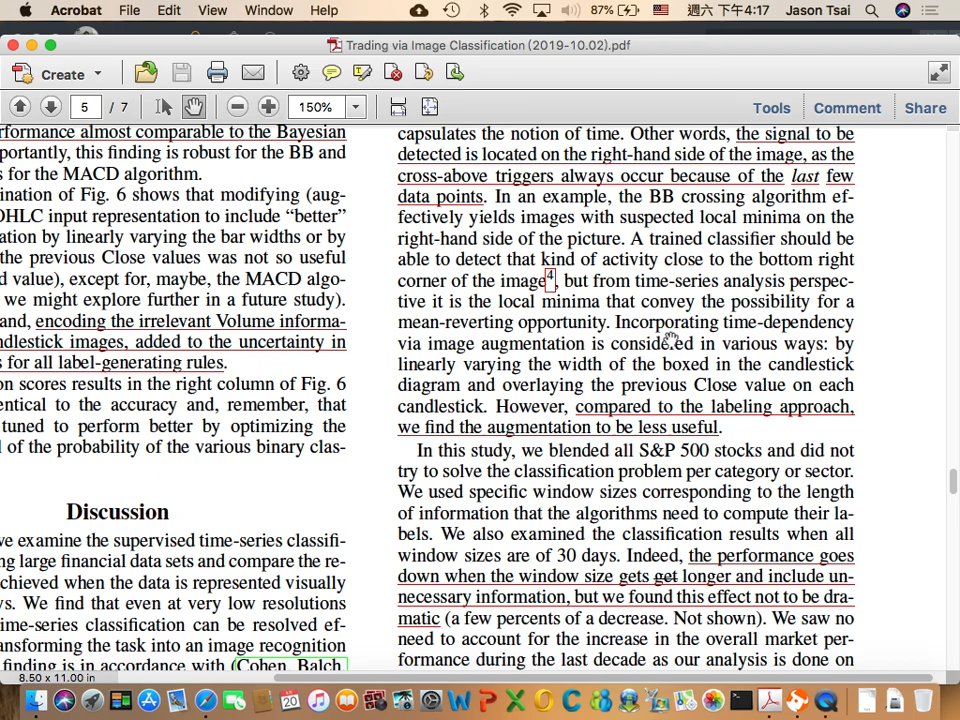 Acrobat File Edit View Window Help 87% 週六 下午4:17 Jason Tsai
Trading via Image Classification (2019-10.02).pdf
Create
5 / 7 150% Tools Comment Share
rformance almost comparable to the Bayesian
portantly, this finding is robust for the BB and
s for the MACD algorithm.
ination of Fig. 6 shows that modifying (aug-
OHLC input representation to include “better”
ation by linearly varying the bar widths or by
the previous Close values was not so useful
d value), except for, maybe, the MACD algo-
we might explore further in a future study).
and, encoding the irrelevant Volume informa-
ndlestick images, added to the uncertainty in
s for all label-generating rules.
on scores results in the right column of Fig. 6
entical to the accuracy and, remember, that
tuned to perform better by optimizing the
l of the probability of the various binary clas-
Discussion
ve examine the supervised time-series classifi-
ng large financial data sets and compare the re-
chieved when the data is represented visually
ys. We find that even at very low resolutions
time-series classification can be resolved ef-
ansforming the task into an image recognition
finding is in accordance with (Cohen, Balch,
capsulates the notion of time. Other words, the signal to be
detected is located on the right-hand side of the image, as the
cross-above triggers always occur because of the last few
data points. In an example, the BB crossing algorithm ef-
fectively yields images with suspected local minima on the
right-hand side of the picture. A trained classifier should be
able to detect that kind of activity close to the bottom right
corner of the image4, but from time-series analysis perspec-
tive it is the local minima that convey the possibility for a
mean-reverting opportunity. Incorporating time-dependency
via image augmentation is considered in various ways: by
linearly varying the width of the boxed in the candlestick
diagram and overlaying the previous Close value on each
candlestick. However, compared to the labeling approach,
we find the augmentation to be less useful.
In this study, we blended all S&P 500 stocks and did not
try to solve the classification problem per category or sector.
We used specific window sizes corresponding to the length
of information that the algorithms need to compute their la-
bels. We also examined the classification results when all
window sizes are of 30 days. Indeed, the performance goes
down when the window size gets get longer and include un-
necessary information, but we found this effect not to be dra-
matic (a few percents of a decrease. Not shown). We saw no
need to account for the increase in the overall market per-
formance during the last decade as our analysis is done on
8.50 x 11.00 in